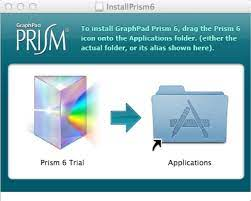 InstallPrism6
GraphPad
PRISM
To install GraphPad Prism 6, drag the Prism 6
icon onto the Applications folder. (either the
actual folder, or its alias shown here).
Prism 6 Trial
Applications